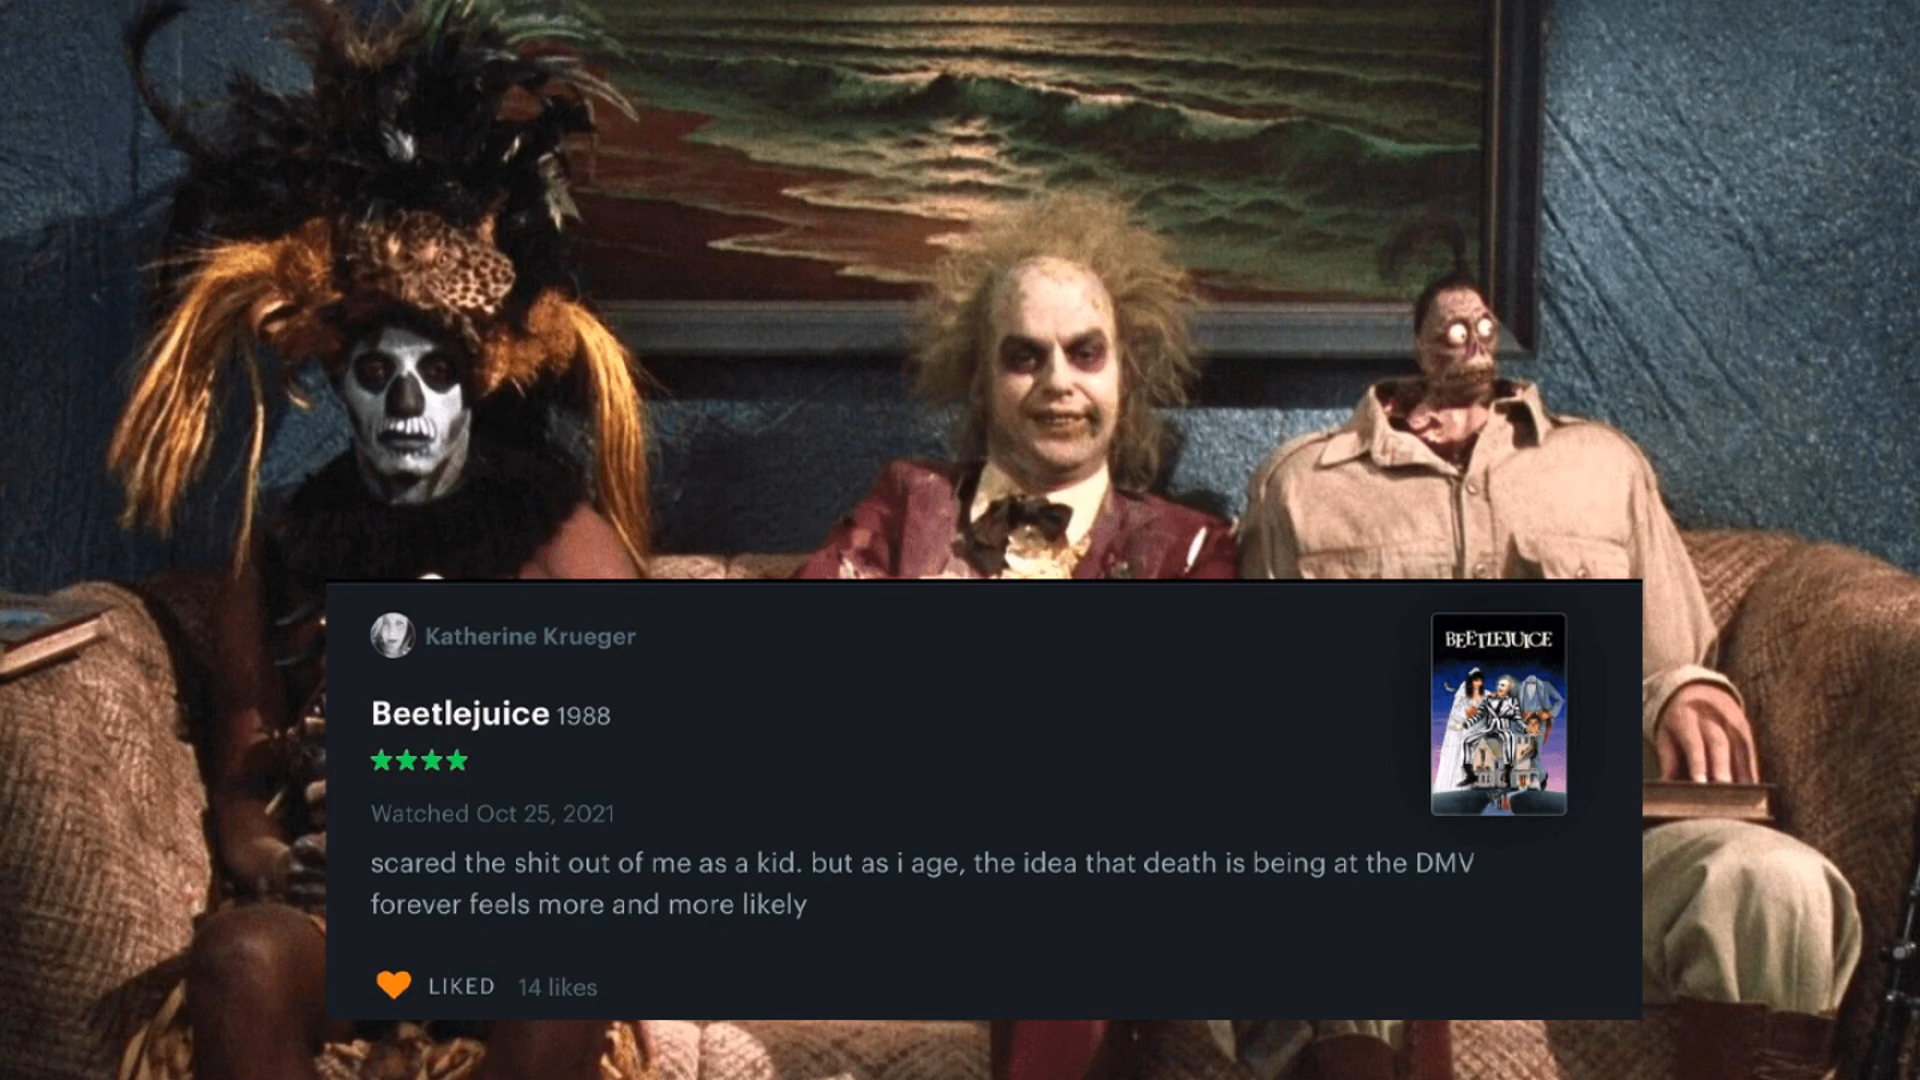 Katherine Krueger
BEETLEJUICE
Beetlejuice 1988
Watched Oct 25, 2021
scared the shit out of me as a kid. but as i age, the idea that death is being at the DMV
forever feels more and more likely
LIKED 14 likes